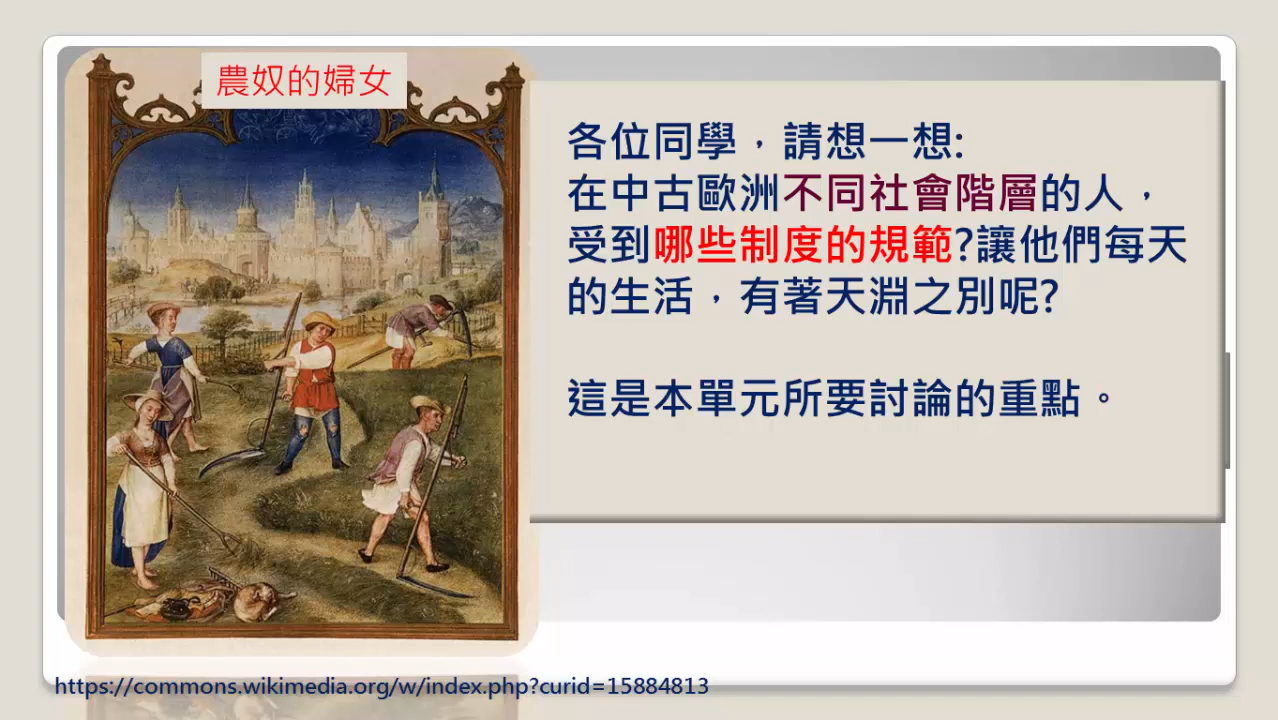 農奴的婦女
各位同學，請想一想:
在中古歐洲不同社會階層的人，
受到哪些制度的規範?讓他們每天
的生活，有著天淵之別呢?
這是本單元所要討論的重點。
https://commons.wikimedia.org/w/index.php?curid=15884813